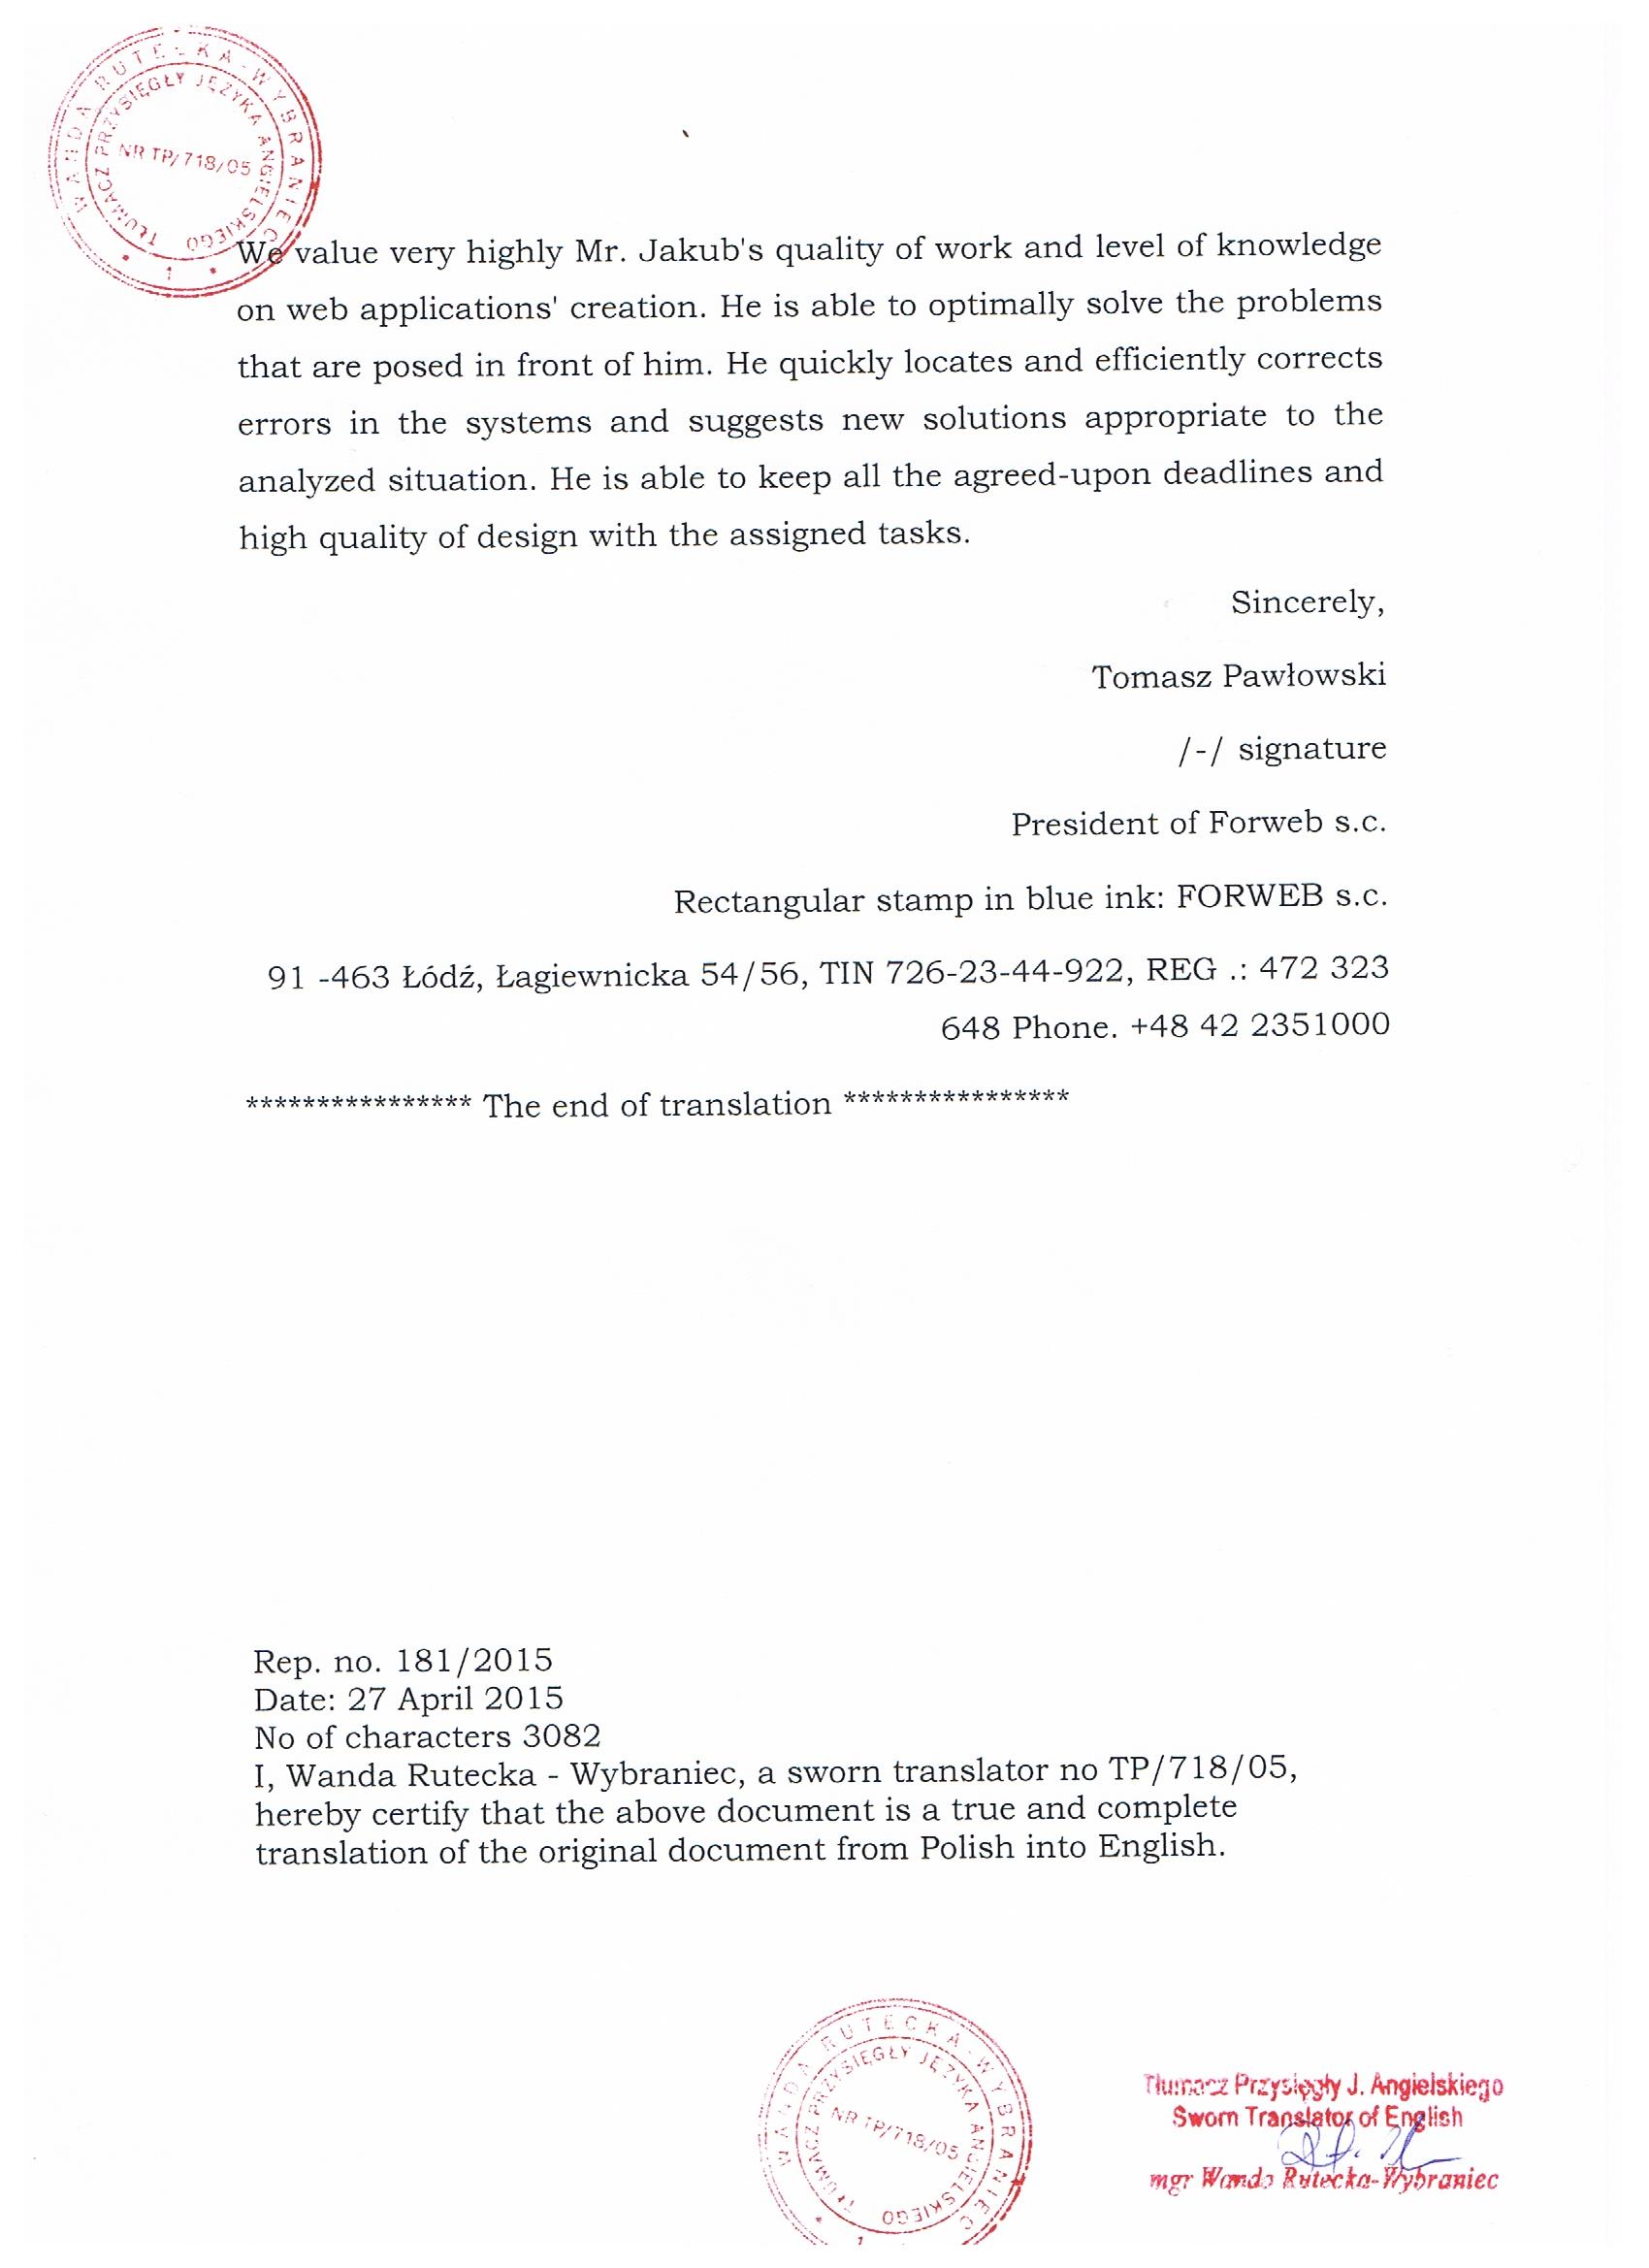 WANDA RUTECKA-WYBRANIEC
TŁUMACZ PRZYSIĘGŁY JĘZYKA ANGIELSKIEGO
NR TP/718/05
1
We value very highly Mr. Jakub's quality of work and level of knowledge
on web applications' creation. He is able to optimally solve the problems
that are posed in front of him. He quickly locates and efficiently corrects
errors in the systems and suggests new solutions appropriate to the
analyzed situation. He is able to keep all the agreed-upon deadlines and
high quality of design with the assigned tasks.
Sincerely,
Tomasz Pawłowski
/-/ signature
President of Forweb s.c.
Rectangular stamp in blue ink: FORWEB s.c.
91 -463 Łódź, Łagiewnicka 54/56, TIN 726-23-44-922, REG .: 472 323
648 Phone. +48 42 2351000
**************** The end of translation ****************
Rep. no. 181/2015
Date: 27 April 2015
No of characters 3082
I, Wanda Rutecka - Wybraniec, a sworn translator no TP/718/05,
hereby certify that the above document is a true and complete
translation of the original document from Polish into English.
WANDA RUTECKA-WYBRANIEC
TŁUMACZ PRZYSIĘGŁY JĘZYKA ANGIELSKIEGO
NR TP/718/05
1
Tłumacz Przysięgły J. Angielskiego
Sworn Translator of English
mgr Wanda Rutecka-Wybraniec